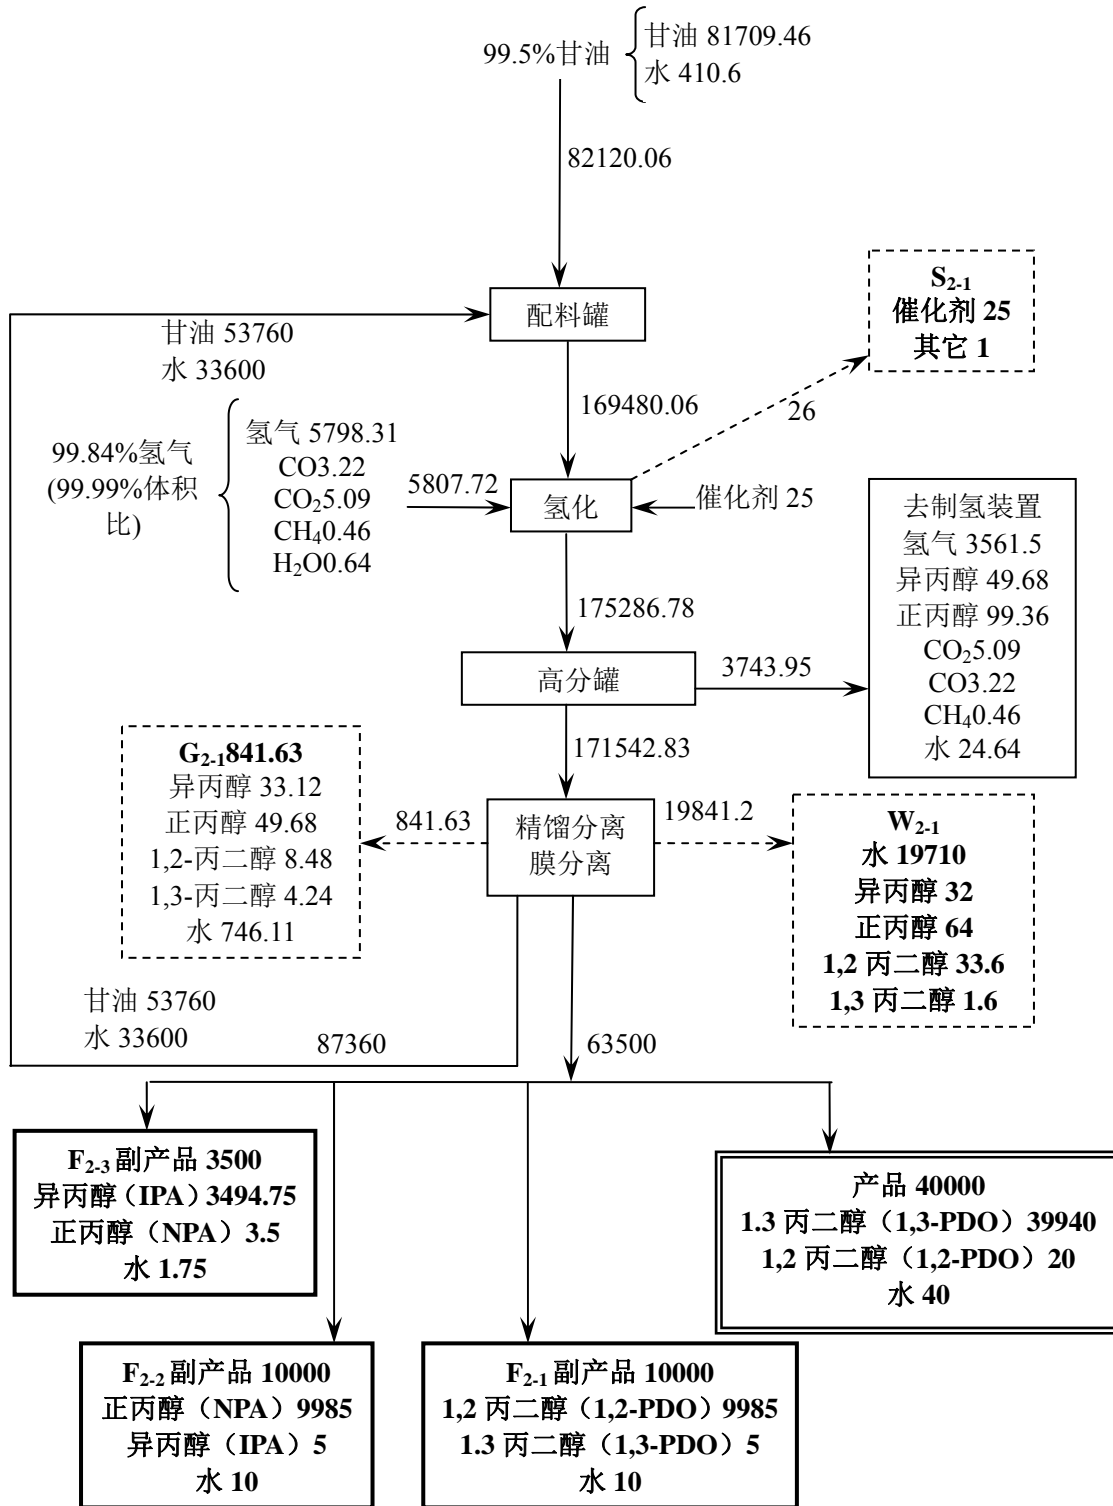 99.5%甘油
甘油 81709.46
水 410.6
82120.06
S2-1
催化剂 25
其它 1
配料罐
甘油 53760
水 33600
169480.06
26
99.84%氢气
(99.99%体积
比)
氢气 5798.31
CO3.22
CO₂5.09
CH₄0.46
H₂O0.64
5807.72
氢化
催化剂 25
去制氢装置
氢气 3561.5
异丙醇 49.68
正丙醇 99.36
CO₂5.09
CO3.22
CH₄0.46
水 24.64
175286.78
高分罐
3743.95
171542.83
G2-1841.63
异丙醇 33.12
正丙醇 49.68
1,2-丙二醇 8.48
1,3-丙二醇 4.24
水 746.11
841.63
精馏分离
膜分离
19841.2
W2-1
水 19710
异丙醇 32
正丙醇 64
1,2 丙二醇 33.6
1,3 丙二醇 1.6
甘油 53760
水 33600
87360
63500
F2-3 副产品 3500
异丙醇（IPA）3494.75
正丙醇（NPA）3.5
水 1.75
产品 40000
1.3 丙二醇（1,3-PDO）39940
1,2 丙二醇（1,2-PDO）20
水 40
F2-2 副产品 10000
正丙醇（NPA）9985
异丙醇（IPA）5
水 10
F2-1 副产品 10000
1,2 丙二醇（1,2-PDO）9985
1.3 丙二醇（1,3-PDO）5
水 10